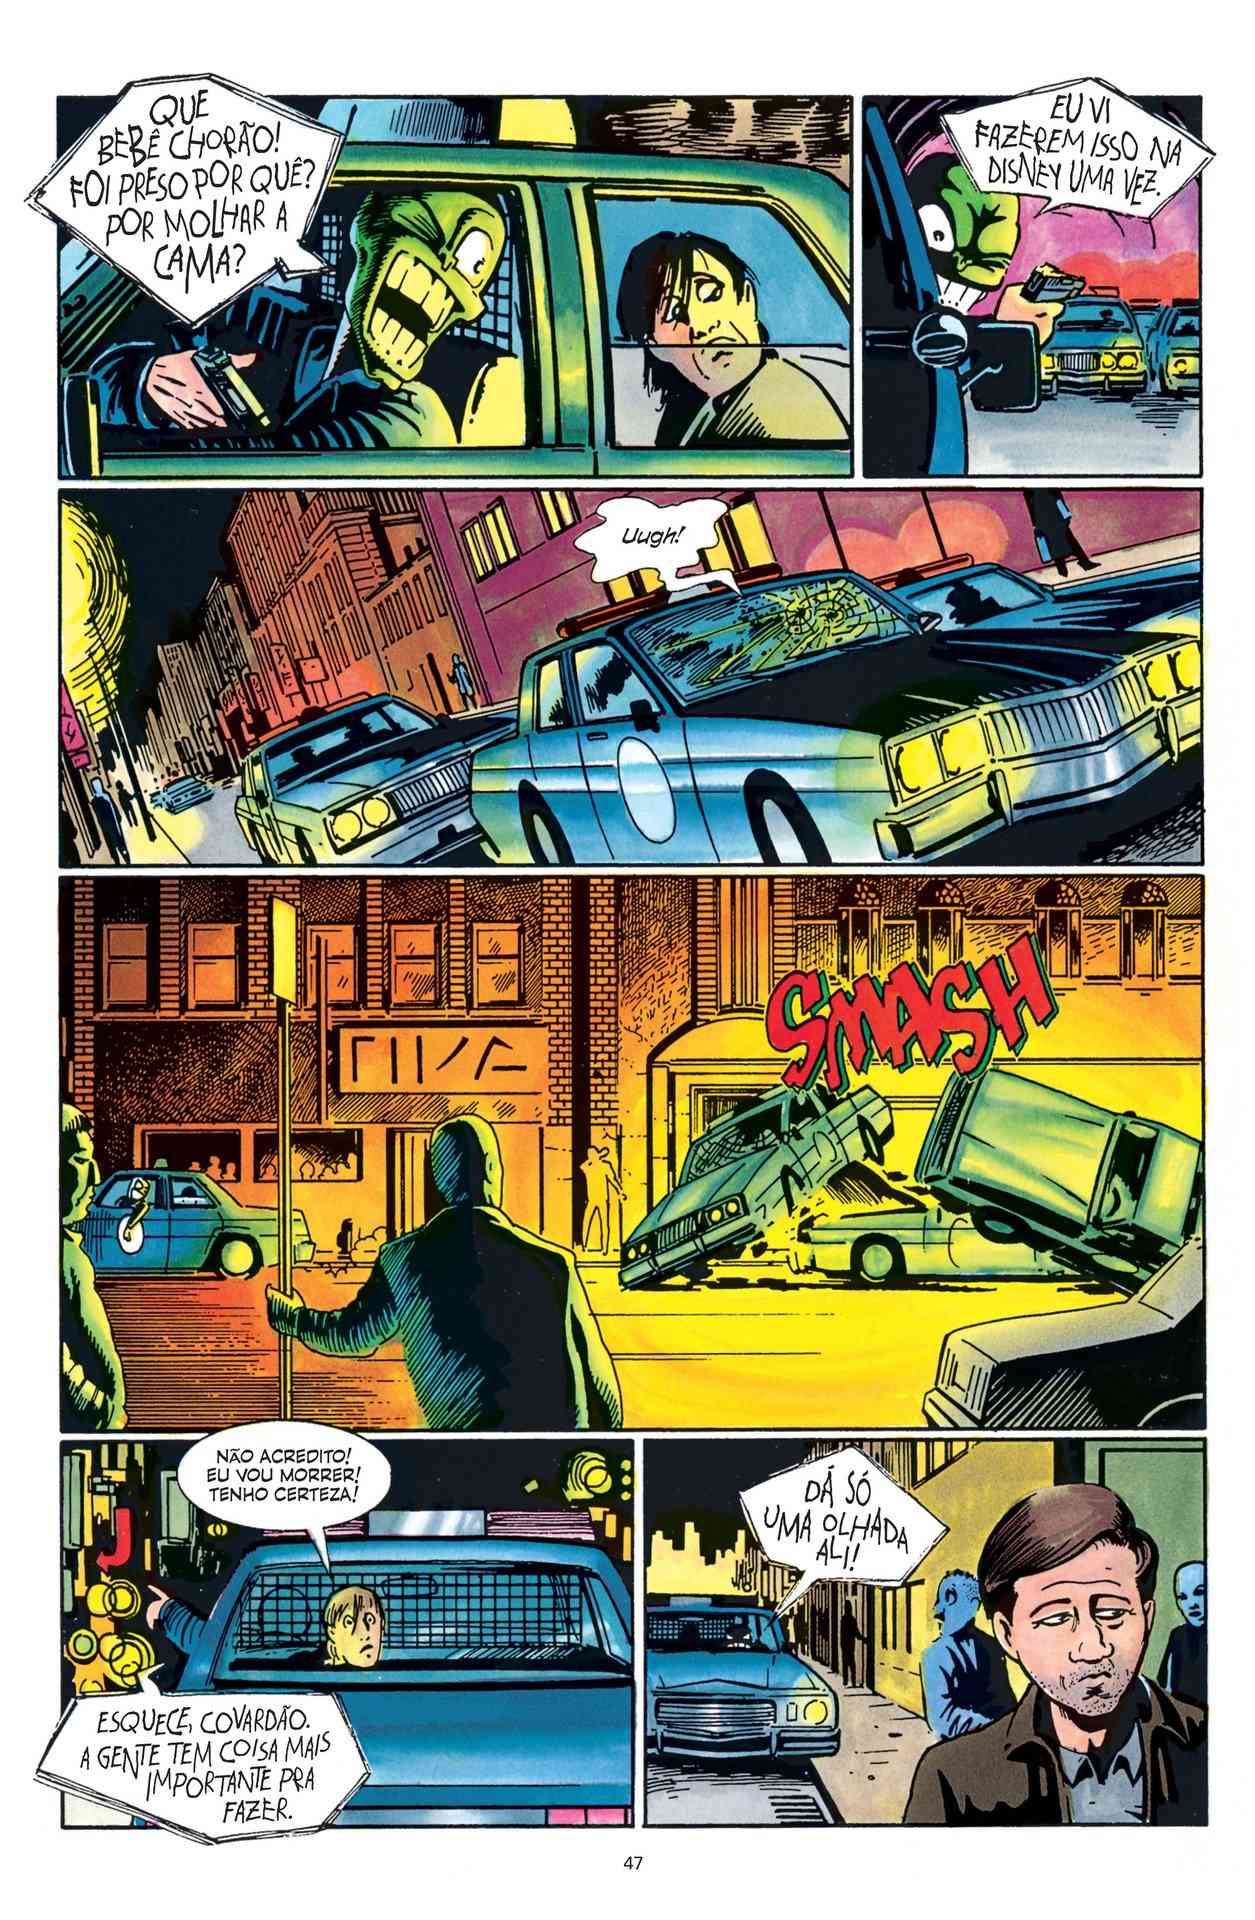 QUE
BEBÊ CHORÃO!
FOI PRESO POR QUÊ?
POR MOLHAR A
CAMA?
EU VI
FAZEREM ISSO NA
DISNEY UMA VEZ.
Uugh!
SMASH
NÃO ACREDITO!
EU VOU MORRER!
TENHO CERTEZA!
ESQUECE, COVARDÃO.
A GENTE TEM COISA MAIS
IMPORTANTE PRA
FAZER.
DÁ SÓ
UMA OLHADA
ALI!
47